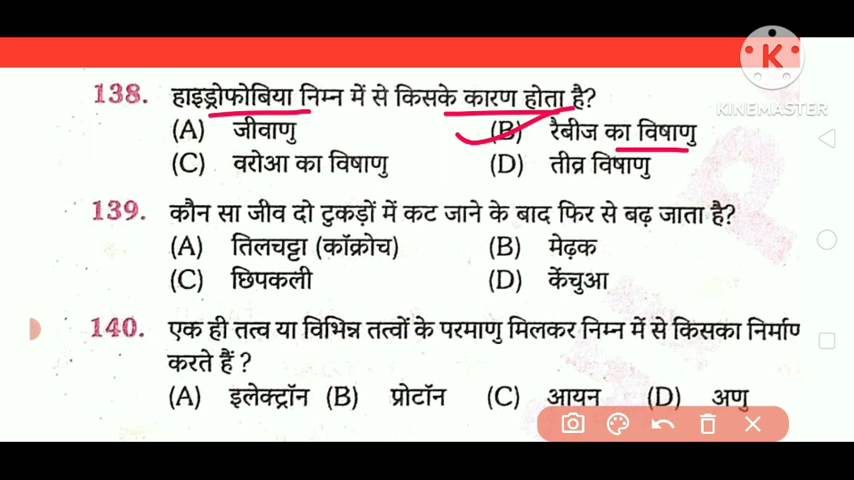 K
KINEMASTER
138. हाइड्रोफोबिया निम्न में से किसके कारण होता है?
(A) जीवाणु (B) रैबीज का विषाणु
(C) वरोआ का विषाणु (D) तीव्र विषाणु
139. कौन सा जीव दो टुकड़ों में कट जाने के बाद फिर से बढ़ जाता है?
(A) तिलचट्टा (कॉक्रोच) (B) मेढ़क
(C) छिपकली (D) केंचुआ
140. एक ही तत्व या विभिन्न तत्वों के परमाणु मिलकर निम्न में से किसका निर्माण
करते हैं ?
(A) इलेक्ट्रॉन (B) प्रोटॉन (C) आयन (D) अणु